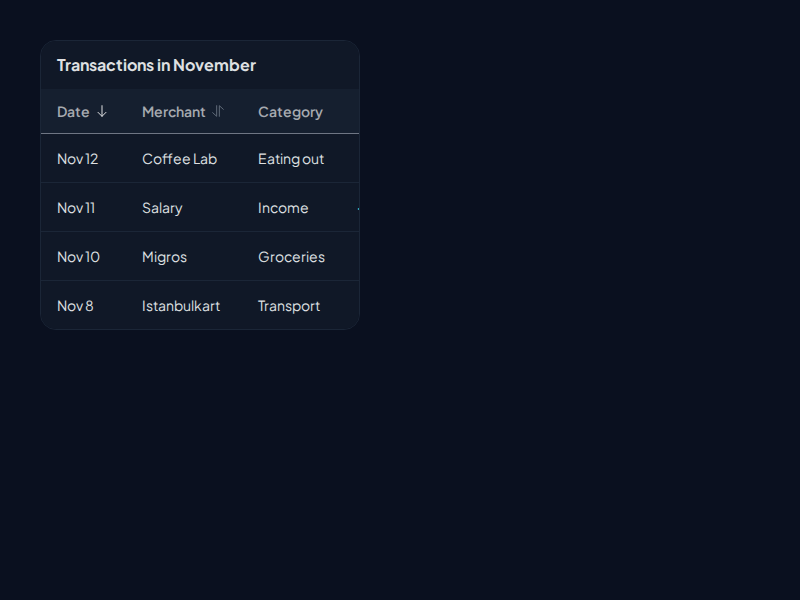 Transactions in November
Date Merchant Category
Nov 12 Coffee Lab Eating out
Nov 11 Salary Income
Nov 10 Migros Groceries
Nov 8 Istanbulkart Transport